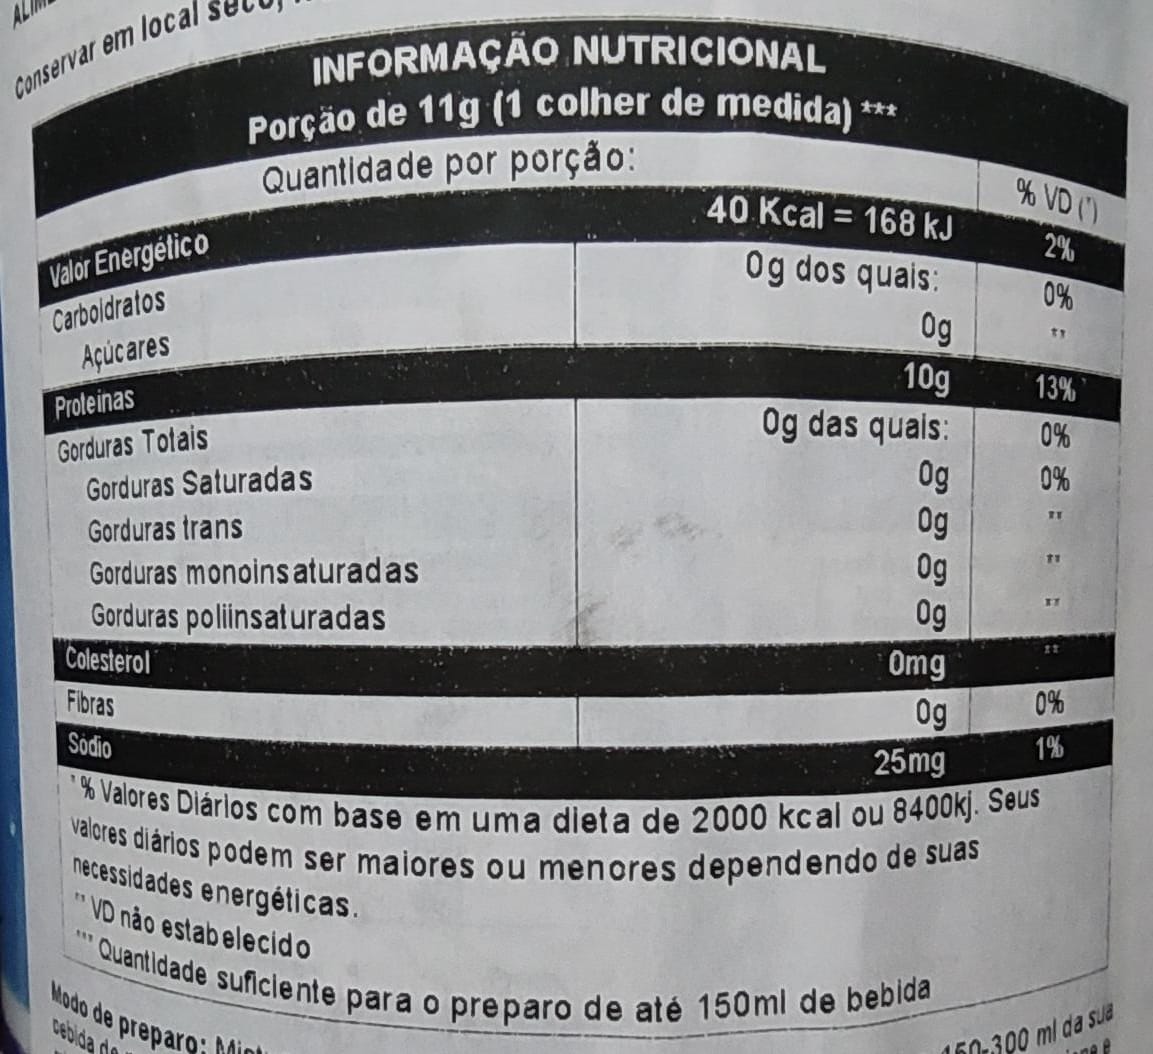 Conservar em local seco,
INFORMAÇÃO NUTRICIONAL
Porção de 11g (1 colher de medida) ***
Quantidade por porção:
% VD (*)
Valor Energético 40 Kcal = 168 kJ 2%
Carboidratos 0g dos quais: 0%
Açúcares 0g **
Proteinas 10g 13%
Gorduras Totais 0g das quais: 0%
Gorduras Saturadas 0g 0%
Gorduras trans 0g **
Gorduras monoinsaturadas 0g **
Gorduras poliinsaturadas 0g **
Colesterol 0mg **
Fibras 0g 0%
Sódio 25mg 1%
*% Valores Diários com base em uma dieta de 2000 kcal ou 8400kj. Seus
valores diários podem ser maiores ou menores dependendo de suas
necessidades energéticas.
** VD não estabelecido
*** Quantidade suficiente para o preparo de até 150ml de bebida
Modo de preparo:
300 ml da sua